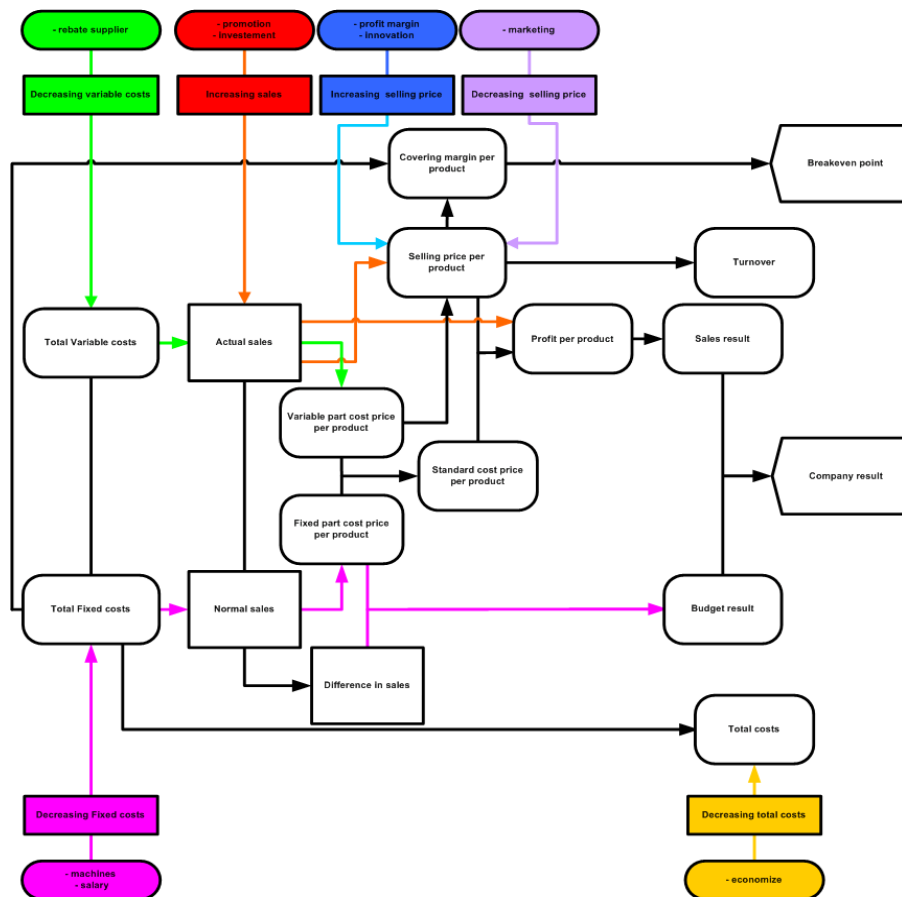 - rebate supplier
- promotion
- investement
- profit margin
- innovation
- marketing
Decreasing variable costs
Increasing sales
Increasing selling price
Decreasing selling price
Covering margin per
product
Breakeven point
Selling price per
product
Turnover
Total Variable costs
Actual sales
Profit per product
Sales result
Variable part cost price
per product
Standard cost price
per product
Company result
Fixed part cost price
per product
Total Fixed costs
Normal sales
Budget result
Difference in sales
Total costs
Decreasing Fixed costs
Decreasing total costs
- machines
- salary
- economize